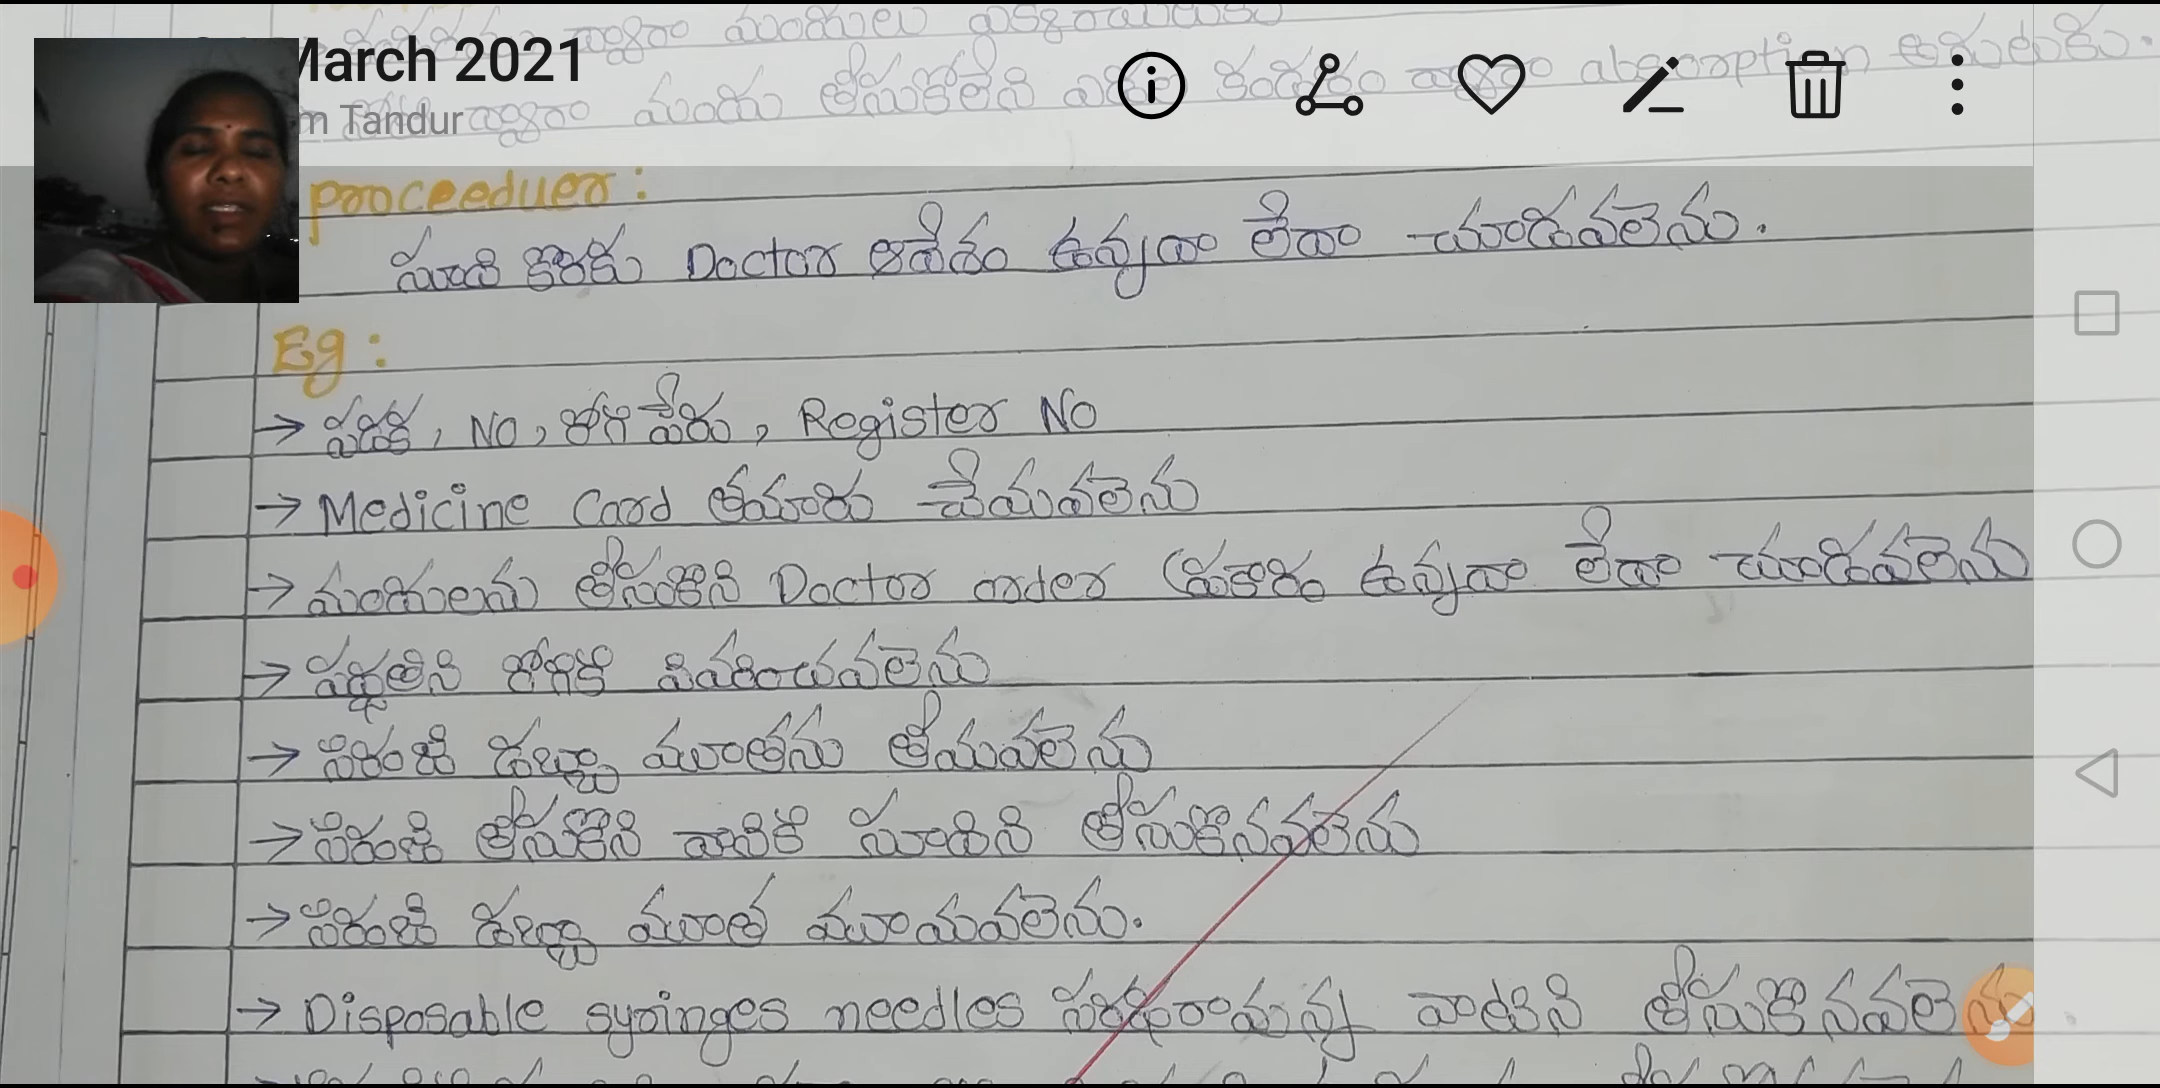 March 2021
Tandur
ద్వారా మందులు
ద్వారా మందు తీసుకోలేని absorption
proceeduer :
సూది కొరకు Doctor ఆదేశం ఉన్నదా లేదా చూడవలెను.
Eg :
→ పడక, NO, రోగి పేరు, Register NO
→ Medicine Card తయారు చేయవలెను
→ మందులను తీసుకొని Doctor order ప్రకారం ఉన్నదా లేదా చూడవలెను
→ పద్ధతిని రోగికి వివరించవలెను
→ సిరంజి డబ్బా మూతను తీయవలెను
→ సిరంజి తీసుకొని దానికి సూదిని తీసుకొనవలెను
→ సిరంజి డబ్బా మూత మూయవలెను.
→ Disposable syringes needles వాటిని తీసుకొనవలెను